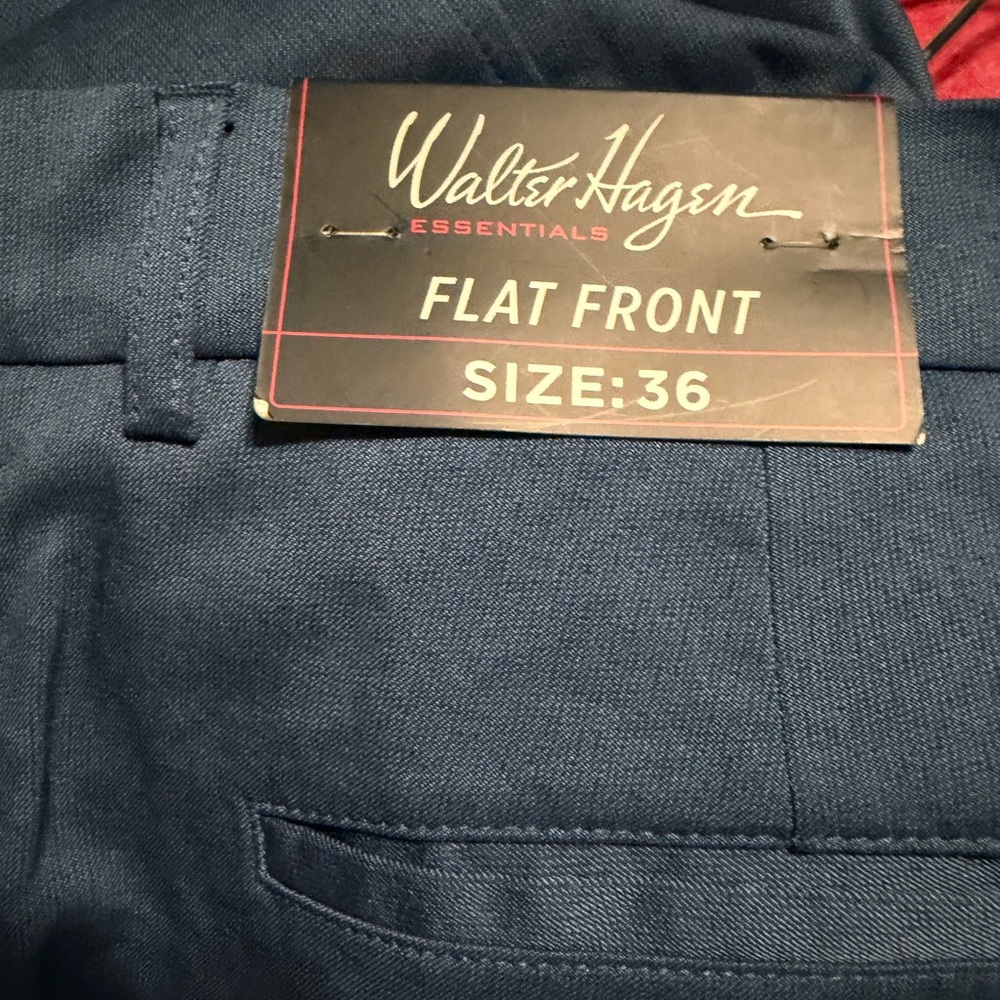 Walter Hagen
ESSENTIALS
FLAT FRONT
SIZE: 36